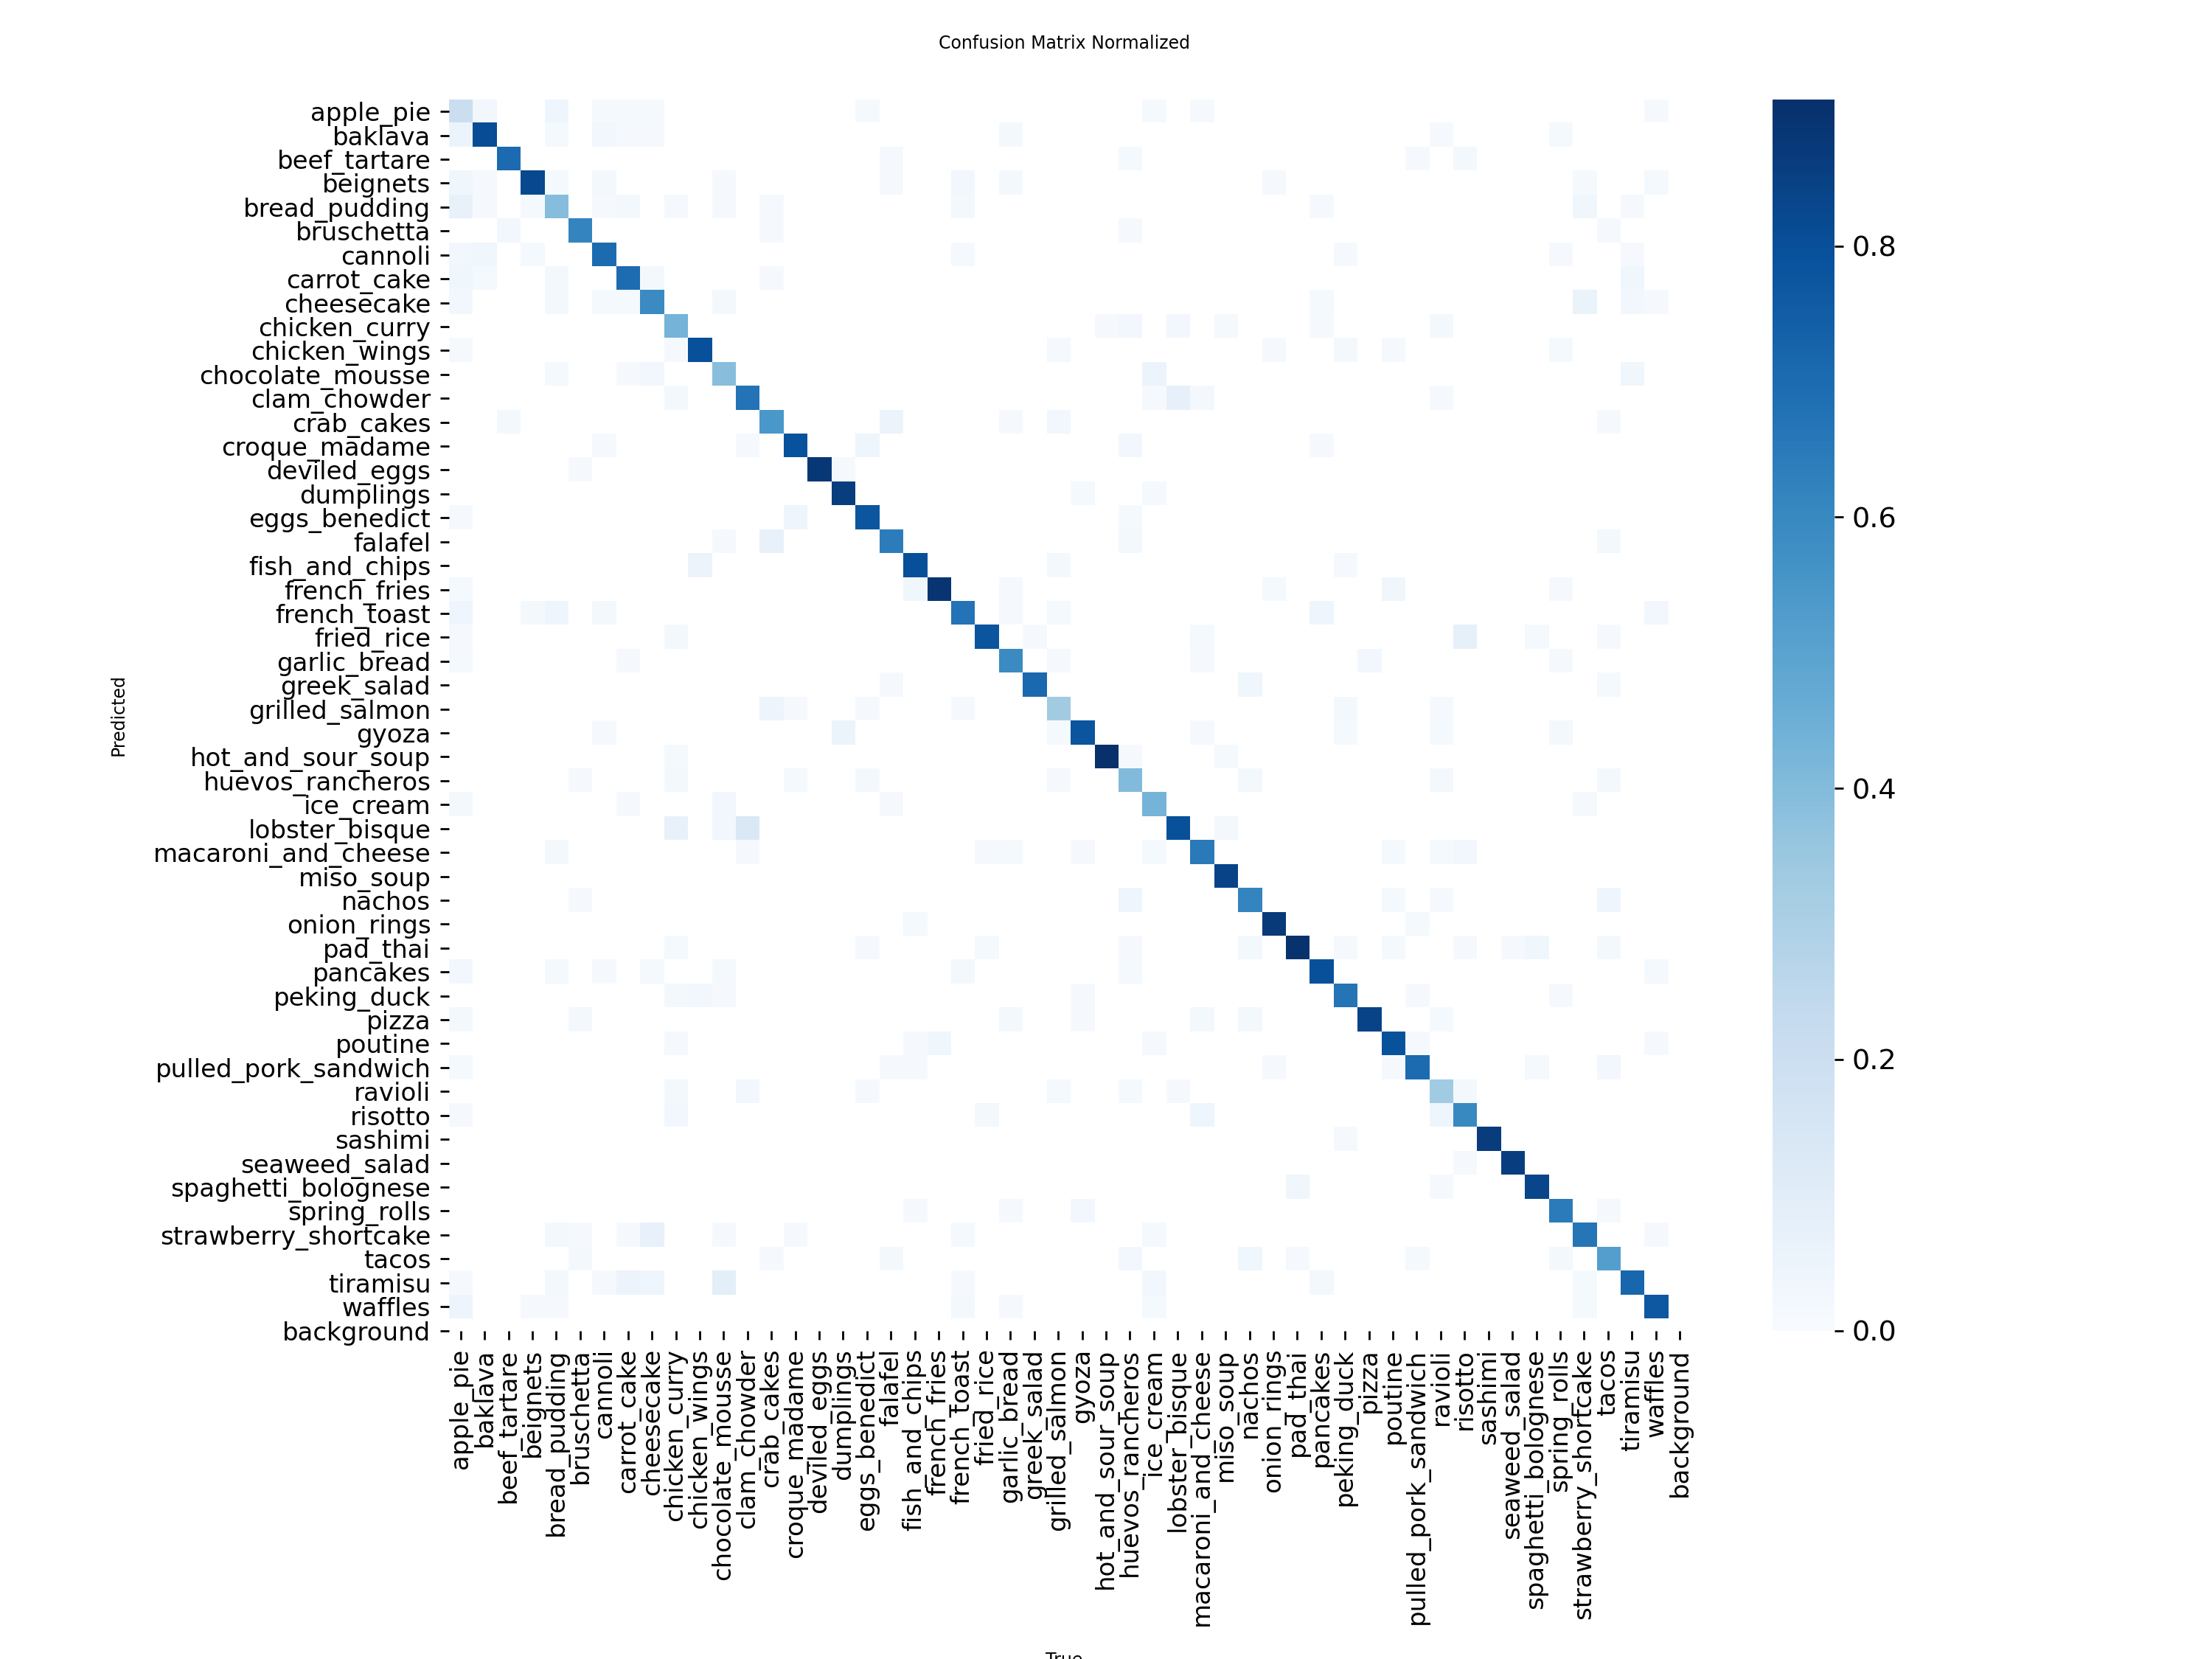 Confusion Matrix Normalized
apple_pie
baklava
beef_tartare
beignets
bread_pudding
bruschetta
cannoli
carrot_cake
cheesecake
chicken_curry
chicken_wings
chocolate_mousse
clam_chowder
crab_cakes
croque_madame
deviled_eggs
dumplings
eggs_benedict
falafel
fish_and_chips
french_fries
french_toast
fried_rice
garlic_bread
greek_salad
grilled_salmon
gyoza
hot_and_sour_soup
huevos_rancheros
ice_cream
lobster_bisque
macaroni_and_cheese
miso_soup
nachos
onion_rings
pad_thai
pancakes
peking_duck
pizza
poutine
pulled_pork_sandwich
ravioli
risotto
sashimi
seaweed_salad
spaghetti_bolognese
spring_rolls
strawberry_shortcake
tacos
tiramisu
waffles
background
Predicted
apple_pie
baklava
beef_tartare
beignets
bread_pudding
bruschetta
cannoli
carrot_cake
cheesecake
chicken_curry
chicken_wings
chocolate_mousse
clam_chowder
crab_cakes
croque_madame
deviled_eggs
dumplings
eggs_benedict
falafel
fish_and_chips
french_fries
french_toast
fried_rice
garlic_bread
greek_salad
grilled_salmon
gyoza
hot_and_sour_soup
huevos_rancheros
ice_cream
lobster_bisque
macaroni_and_cheese
miso_soup
nachos
onion_rings
pad_thai
pancakes
peking_duck
pizza
poutine
pulled_pork_sandwich
ravioli
risotto
sashimi
seaweed_salad
spaghetti_bolognese
spring_rolls
strawberry_shortcake
tacos
tiramisu
waffles
background
True
0.8
0.6
0.4
0.2
0.0